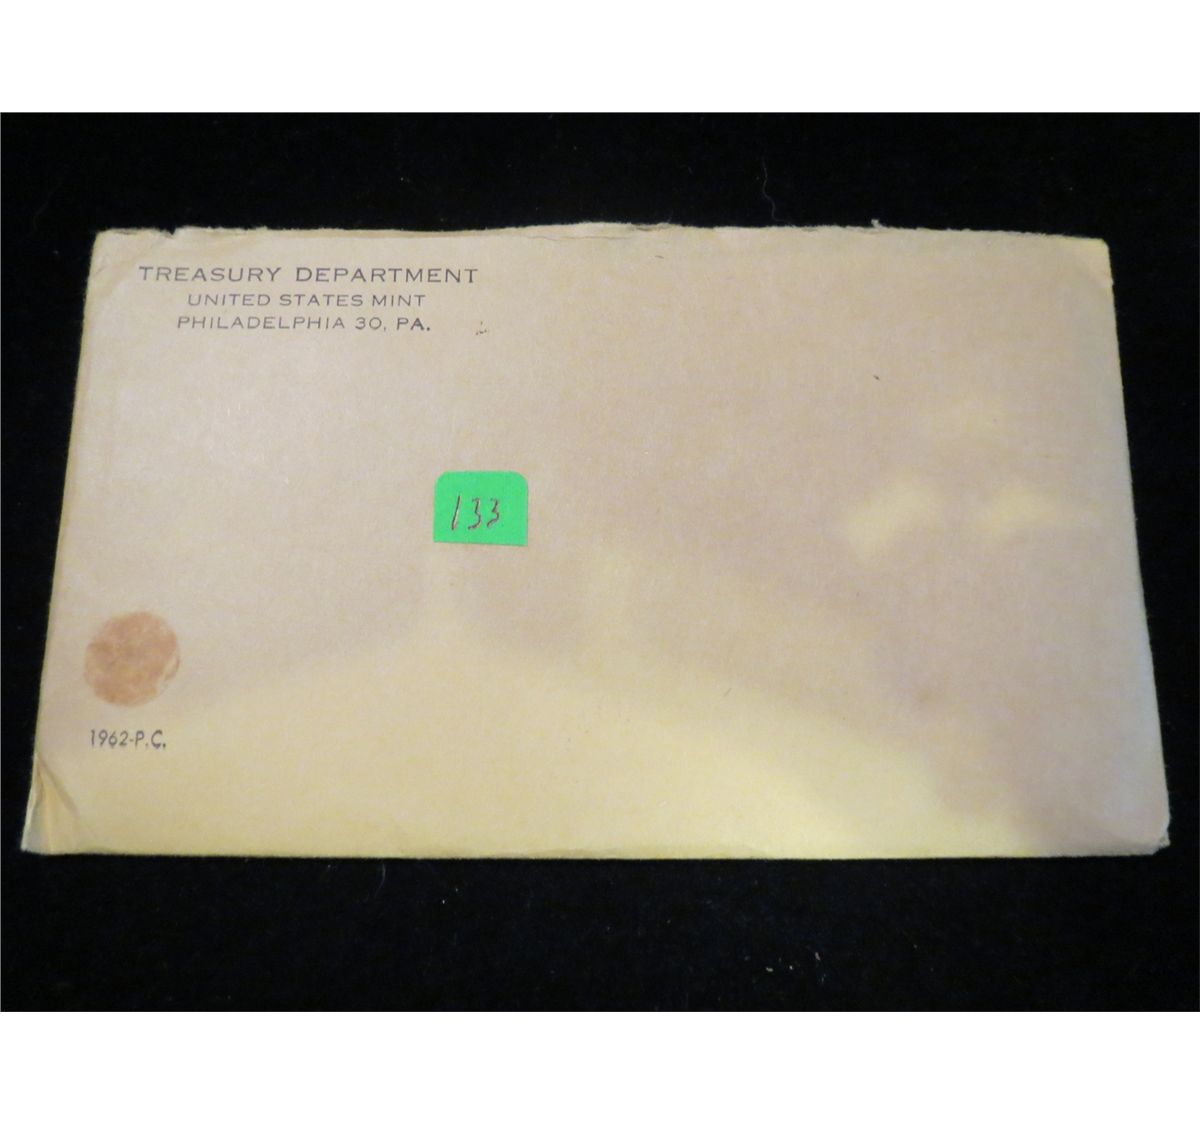 TREASURY DEPARTMENT
UNITED STATES MINT
PHILADELPHIA 30, PA.
133
1962-P.C.